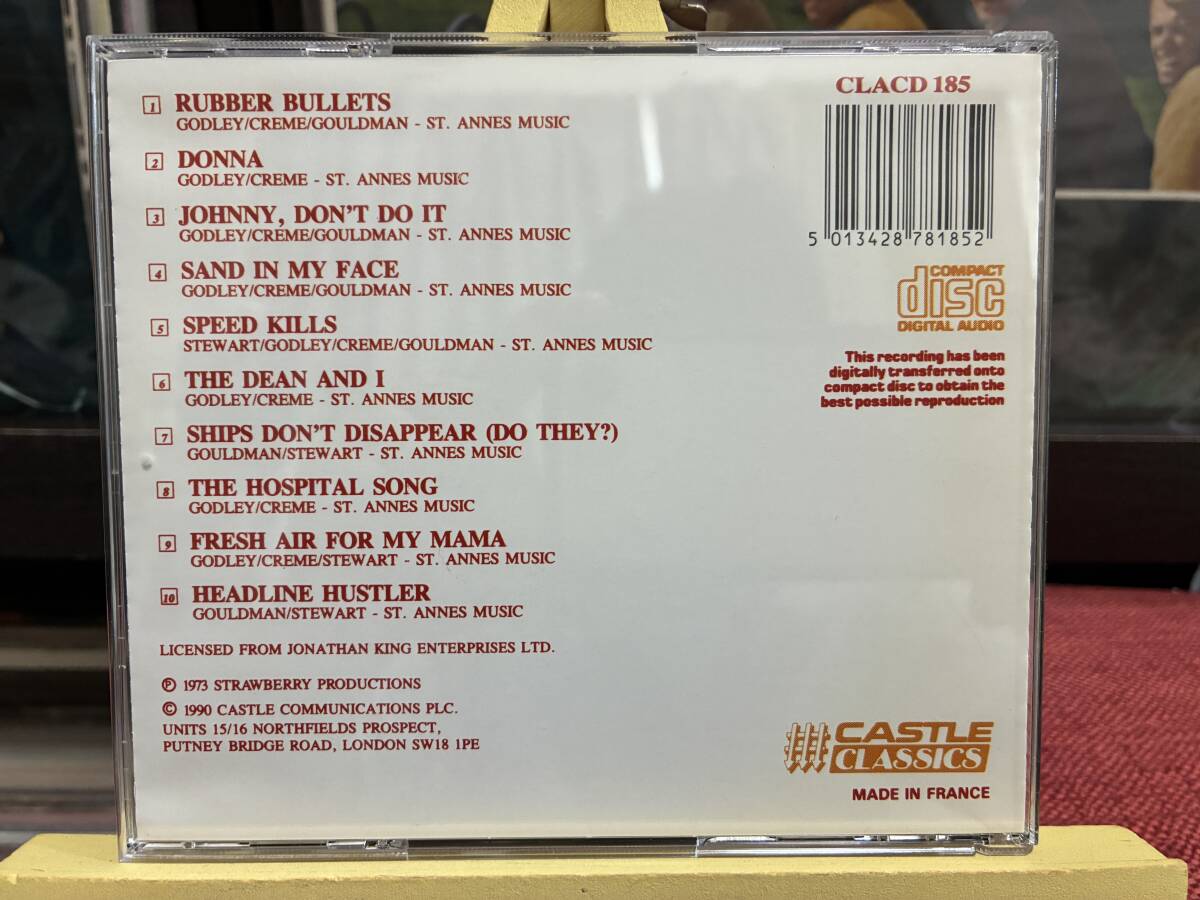 1 RUBBER BULLETS
GODLEY/CREME/GOULDMAN - ST. ANNES MUSIC
2 DONNA
GODLEY/CREME - ST. ANNES MUSIC
3 JOHNNY, DON'T DO IT
GODLEY/CREME/GOULDMAN - ST. ANNES MUSIC
4 SAND IN MY FACE
GODLEY/CREME/GOULDMAN - ST. ANNES MUSIC
5 SPEED KILLS
STEWART/GODLEY/CREME/GOULDMAN - ST. ANNES MUSIC
6 THE DEAN AND I
GODLEY/CREME - ST. ANNES MUSIC
7 SHIPS DON'T DISAPPEAR (DO THEY?)
GOULDMAN/STEWART - ST. ANNES MUSIC
8 THE HOSPITAL SONG
GODLEY/CREME - ST. ANNES MUSIC
9 FRESH AIR FOR MY MAMA
GODLEY/CREME/STEWART - ST. ANNES MUSIC
10 HEADLINE HUSTLER
GOULDMAN/STEWART - ST. ANNES MUSIC
LICENSED FROM JONATHAN KING ENTERPRISES LTD.
℗ 1973 STRAWBERRY PRODUCTIONS
© 1990 CASTLE COMMUNICATIONS PLC.
UNITS 15/16 NORTHFIELDS PROSPECT,
PUTNEY BRIDGE ROAD, LONDON SW18 1PE
CLACD 185
5 013428 781852
COMPACT
disc
DIGITAL AUDIO
This recording has been
digitally transferred onto
compact disc to obtain the
best possible reproduction
CASTLE
CLASSICS
MADE IN FRANCE